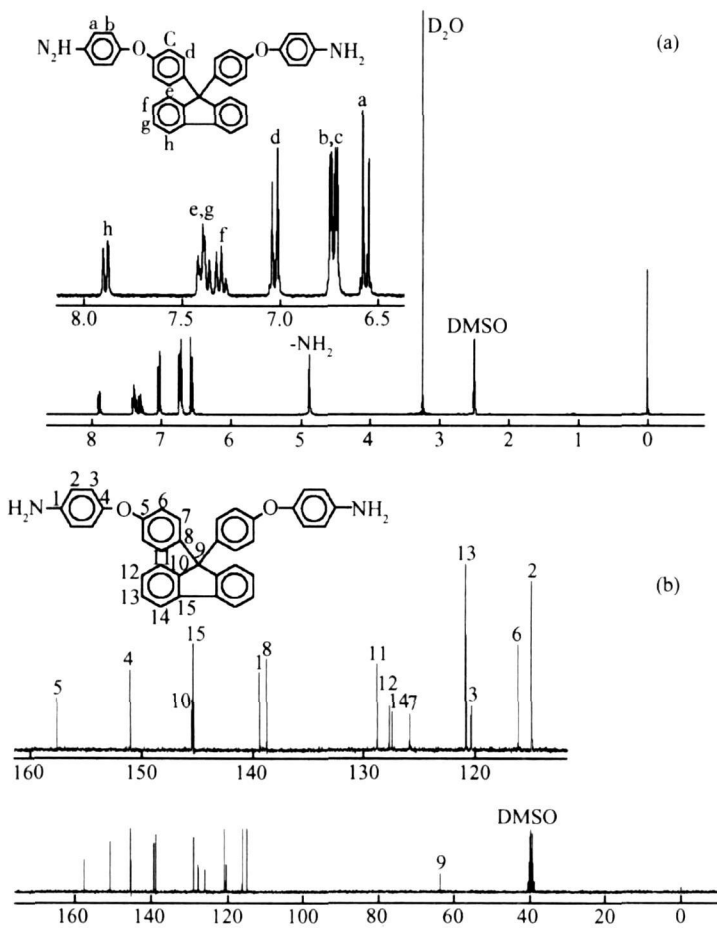 a b
C
N₂H O d O NH₂
e
f
g
h
(a)
D₂O
a
d
b,c
e,g
h
f
8.0 7.5 7.0 6.5
-NH₂
DMSO
8 7 6 5 4 3 2 1 0
2 3 6
H₂N 1 4 O 5 7 O NH₂
8
9
12 10
13
14 15
(b)
13
2
15
6
4 1 8 11
5 10 12 14 7 3
160 150 140 130 120
DMSO
9
160 140 120 100 80 60 40 20 0